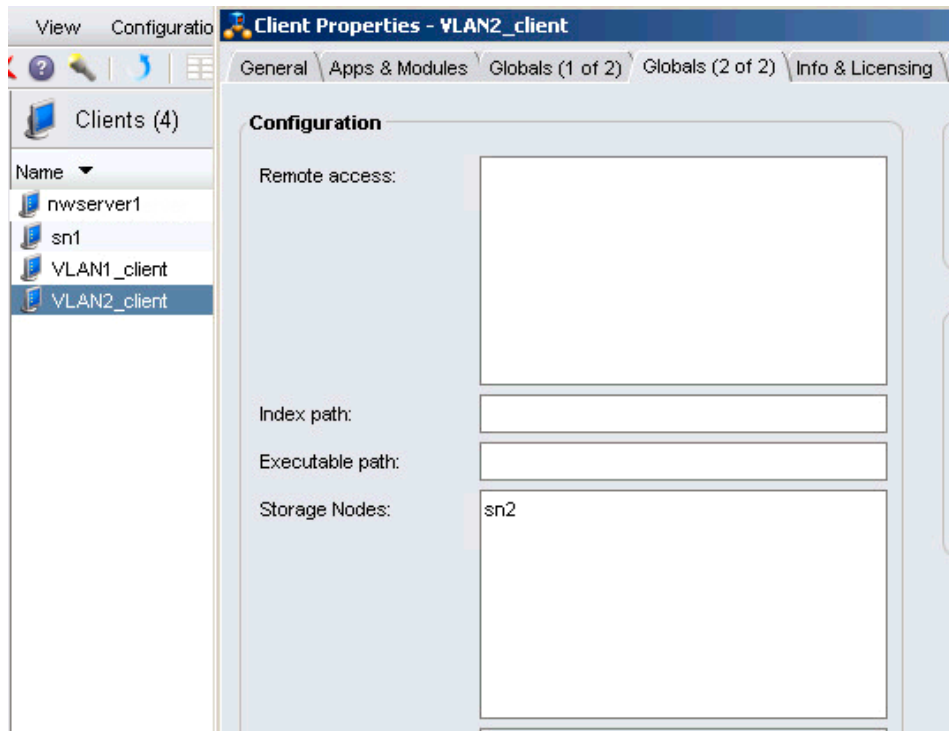 View Configuratio
Client Properties - VLAN2_client
General Apps & Modules Globals (1 of 2) Globals (2 of 2) Info & Licensing
Clients (4)
Name
nwserver1
sn1
VLAN1_client
VLAN2_client
Configuration
Remote access:
Index path:
Executable path:
Storage Nodes:
sn2